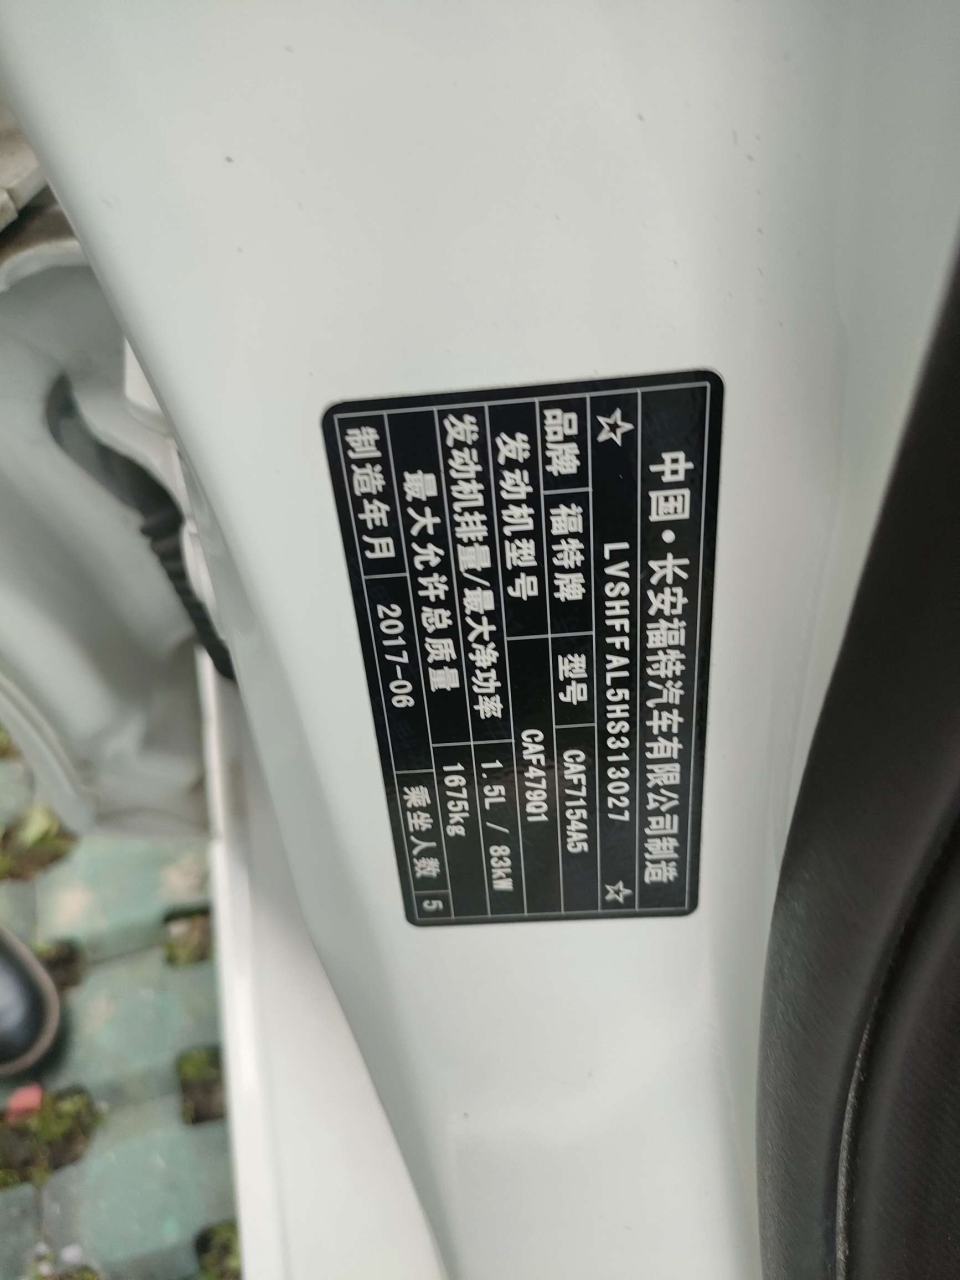 中国·长安福特汽车有限公司制造
☆ LVSHFFAL5HS313027 ☆
品牌 福特牌 型号 CAF7154A5
发动机型号 CAF479Q1
发动机排量/最大净功率 1.5L / 83kW
最大允许总质量 1675kg
制造年月 2017-06 乘坐人数 5